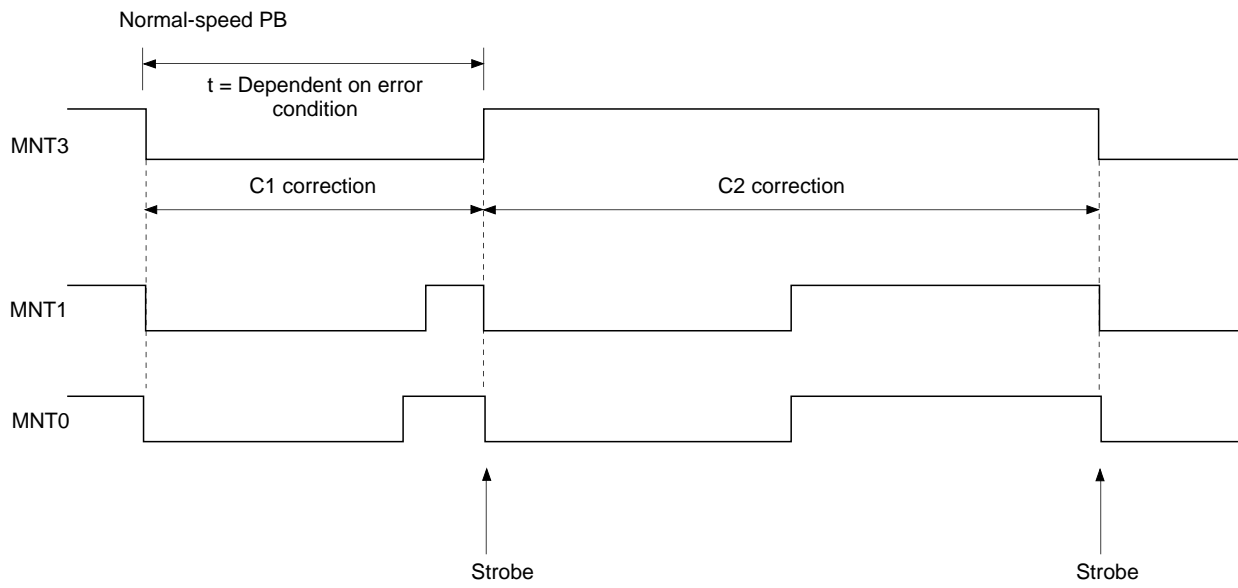 Normal-speed PB
t = Dependent on error
condition
MNT3
C1 correction
C2 correction
MNT1
MNT0
Strobe
Strobe